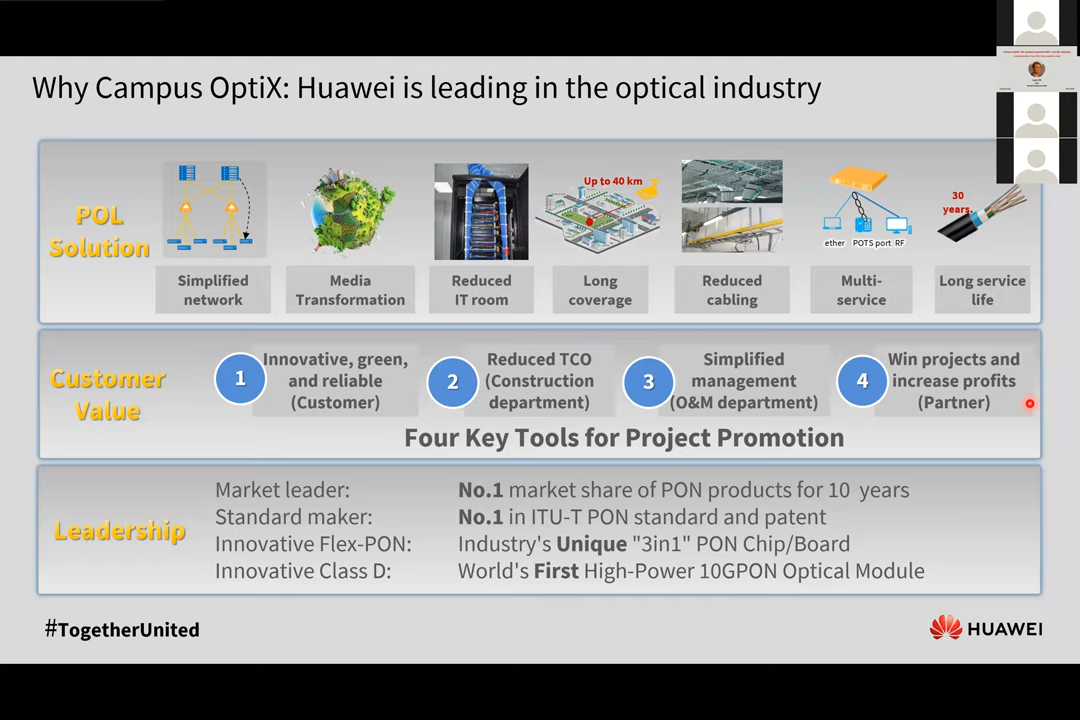 Why Campus OptiX: Huawei is leading in the optical industry
POL
Solution
Up to 40 km
ether
POTS port
RF
30
years
Simplified
network
Media
Transformation
Reduced
IT room
Long
coverage
Reduced
cabling
Multi-
service
Long service
life
Customer
Value
1
Innovative, green,
and reliable
(Customer)
2
Reduced TCO
(Construction
department)
3
Simplified
management
(O&M department)
4
Win projects and
increase profits
(Partner)
Four Key Tools for Project Promotion
Leadership
Market leader: No.1 market share of PON products for 10 years
Standard maker: No.1 in ITU-T PON standard and patent
Innovative Flex-PON: Industry's Unique "3in1" PON Chip/Board
Innovative Class D: World's First High-Power 10GPON Optical Module
#TogetherUnited
HUAWEI